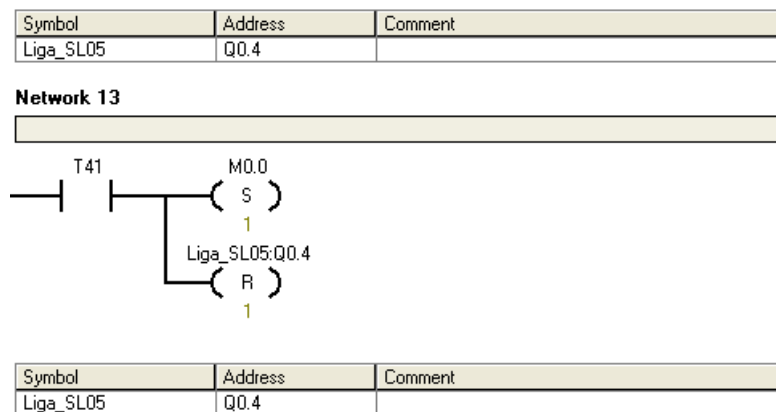 Symbol Address Comment
Liga_SL05 Q0.4
Network 13
T41 M0.0
S
1
Liga_SL05:Q0.4
R
1
Symbol Address Comment
Liga_SL05 Q0.4